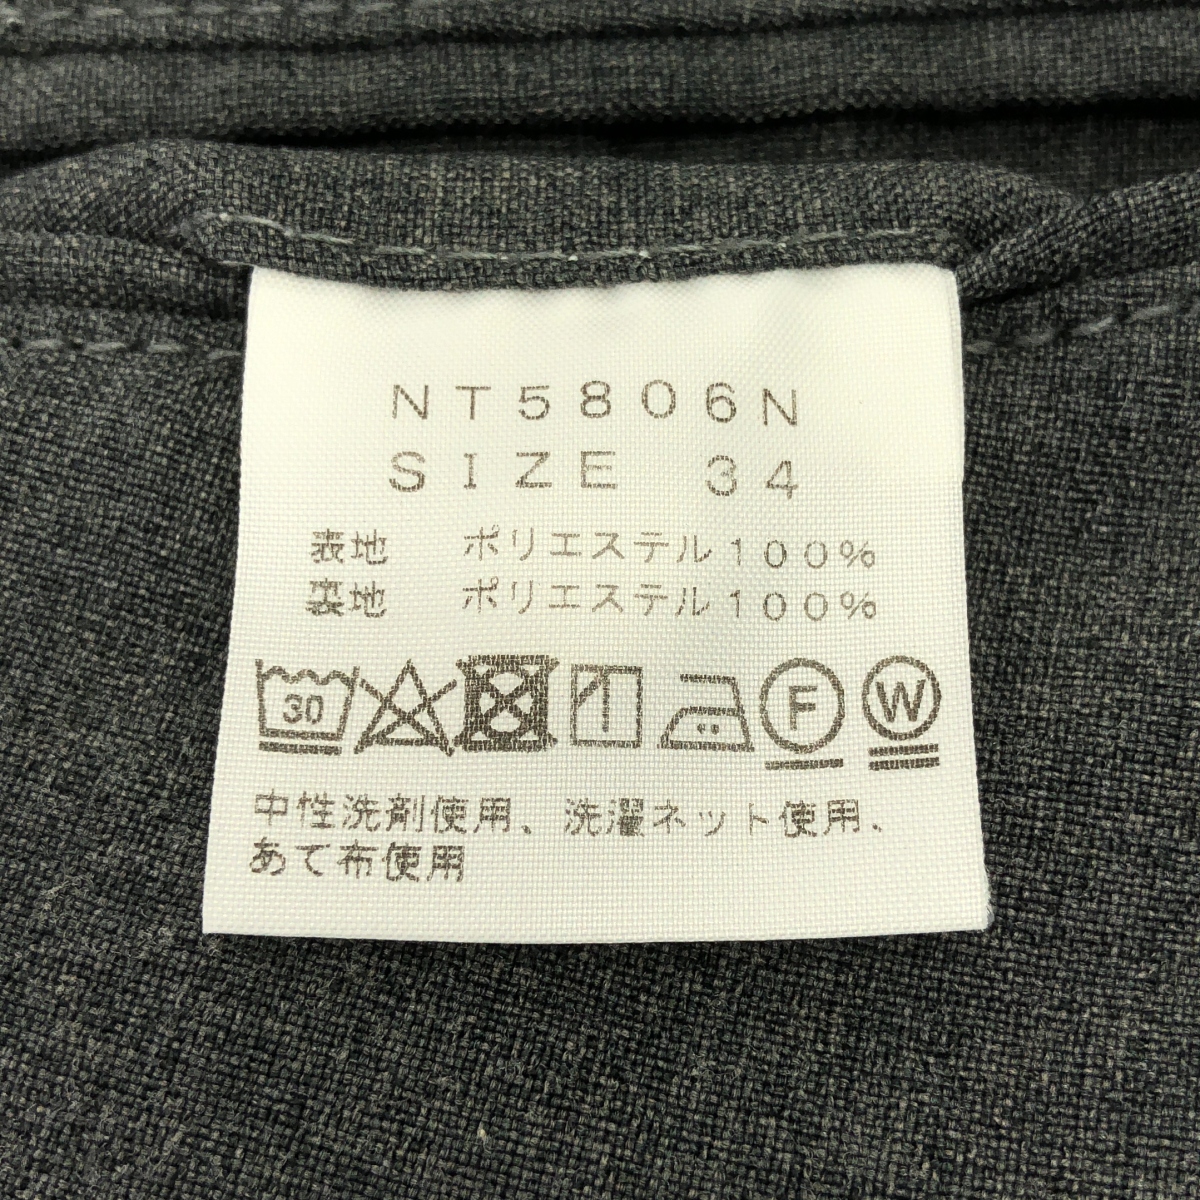 NT5806N
SIZE 34
表地 ポリエステル100%
裏地 ポリエステル100%
30 F W
中性洗剤使用、洗濯ネット使用、
あて布使用